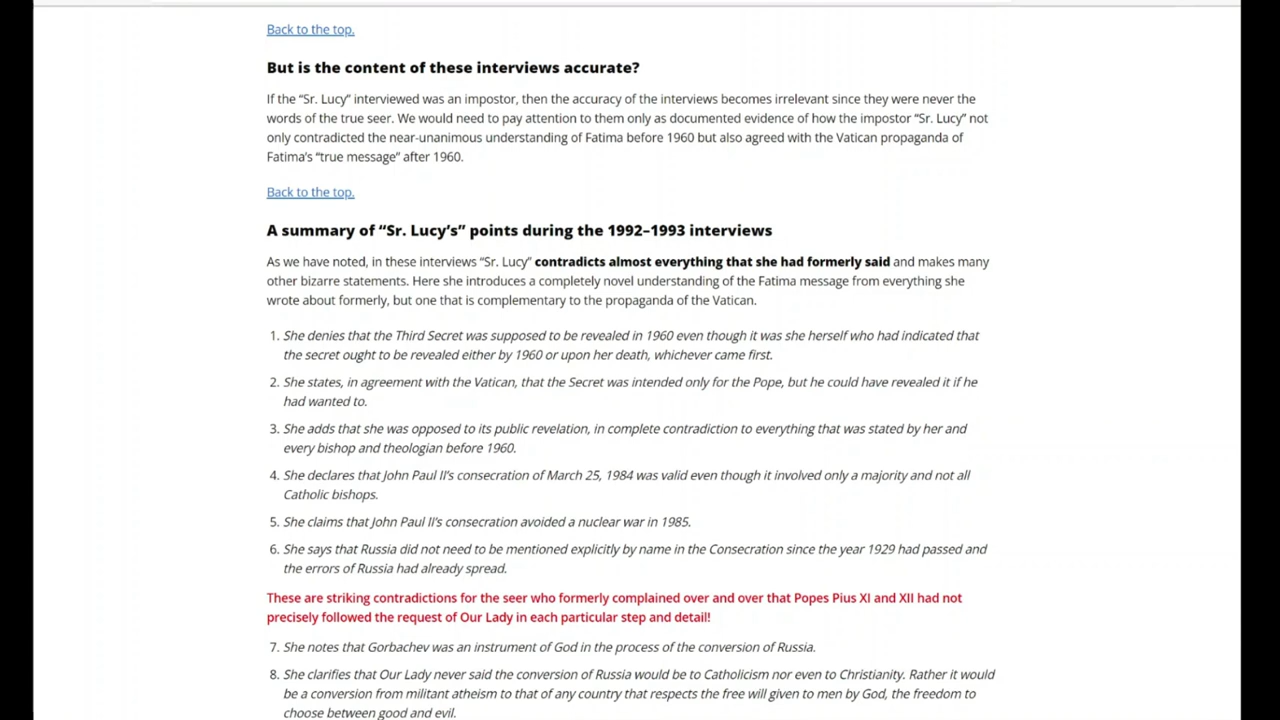 Back to the top.
But is the content of these interviews accurate?
If the “Sr. Lucy” interviewed was an impostor, then the accuracy of the interviews becomes irrelevant since they were never the
words of the true seer. We would need to pay attention to them only as documented evidence of how the impostor “Sr. Lucy” not
only contradicted the near-unanimous understanding of Fatima before 1960 but also agreed with the Vatican propaganda of
Fatima’s “true message” after 1960.
Back to the top.
A summary of “Sr. Lucy’s” points during the 1992–1993 interviews
As we have noted, in these interviews “Sr. Lucy” contradicts almost everything that she had formerly said and makes many
other bizarre statements. Here she introduces a completely novel understanding of the Fatima message from everything she
wrote about formerly, but one that is complementary to the propaganda of the Vatican.
1. She denies that the Third Secret was supposed to be revealed in 1960 even though it was she herself who had indicated that
the secret ought to be revealed either by 1960 or upon her death, whichever came first.
2. She states, in agreement with the Vatican, that the Secret was intended only for the Pope, but he could have revealed it if he
had wanted to.
3. She adds that she was opposed to its public revelation, in complete contradiction to everything that was stated by her and
every bishop and theologian before 1960.
4. She declares that John Paul II’s consecration of March 25, 1984 was valid even though it involved only a majority and not all
Catholic bishops.
5. She claims that John Paul II’s consecration avoided a nuclear war in 1985.
6. She says that Russia did not need to be mentioned explicitly by name in the Consecration since the year 1929 had passed and
the errors of Russia had already spread.
These are striking contradictions for the seer who formerly complained over and over that Popes Pius XI and XII had not
precisely followed the request of Our Lady in each particular step and detail!
7. She notes that Gorbachev was an instrument of God in the process of the conversion of Russia.
8. She clarifies that Our Lady never said the conversion of Russia would be to Catholicism nor even to Christianity. Rather it would
be a conversion from militant atheism to that of any country that respects the free will given to men by God, the freedom to
choose between good and evil.